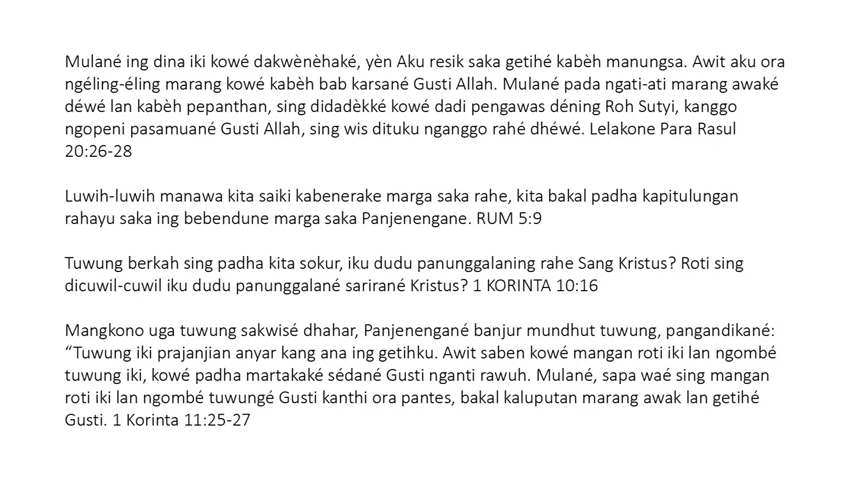 Mulané ing dina iki kowé dakwènèhaké, yèn Aku resik saka getihé kabèh manungsa. Awit aku ora
ngéling-éling marang kowé kabèh bab karsané Gusti Allah. Mulané pada ngati-ati marang awaké
déwé lan kabèh pepanthan, sing didadèkké kowé dadi pengawas déning Roh Sutyi, kanggo
ngopeni pasamuané Gusti Allah, sing wis dituku nganggo rahé dhéwé. Lelakone Para Rasul
20:26-28
Luwih-luwih manawa kita saiki kabenerake marga saka rahe, kita bakal padha kapitulungan
rahayu saka ing bebendune marga saka Panjenengane. RUM 5:9
Tuwung berkah sing padha kita sokur, iku dudu panunggalaning rahe Sang Kristus? Roti sing
dicuwil-cuwil iku dudu panunggalané sarirané Kristus? 1 KORINTA 10:16
Mangkono uga tuwung sakwisé dhahar, Panjenengané banjur mundhut tuwung, pangandikané:
“Tuwung iki prajanjian anyar kang ana ing getihku. Awit saben kowé mangan roti iki lan ngombé
tuwung iki, kowé padha martakaké sédané Gusti nganti rawuh. Mulané, sapa waé sing mangan
roti iki lan ngombé tuwungé Gusti kanthi ora pantes, bakal kaluputan marang awak lan getihé
Gusti. 1 Korinta 11:25-27